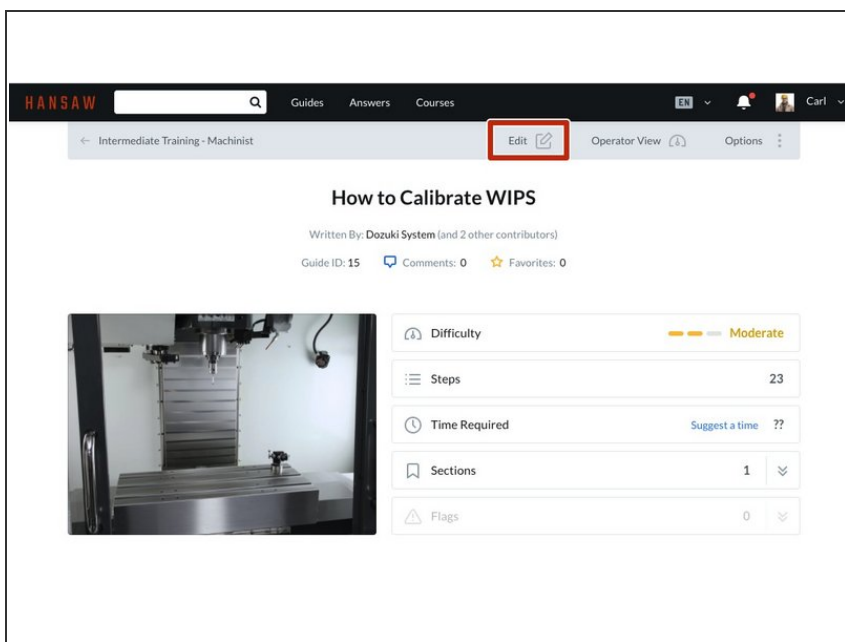 HANSAW Guides Answers Courses EN Carl
← Intermediate Training - Machinist Edit Operator View Options
How to Calibrate WIPS
Written By: Dozuki System (and 2 other contributors)
Guide ID: 15 Comments: 0 Favorites: 0
Difficulty Moderate
Steps 23
Time Required Suggest a time ??
Sections 1
Flags 0